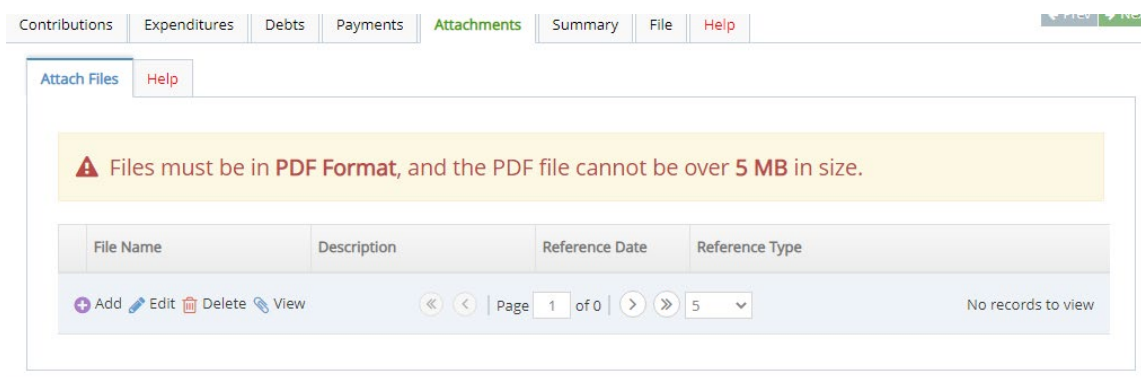 Contributions Expenditures Debts Payments Attachments Summary File Help Prev
Attach Files Help
Files must be in PDF Format, and the PDF file cannot be over 5 MB in size.
File Name Description Reference Date Reference Type
Add Edit Delete View Page 1 of 0 5 No records to view